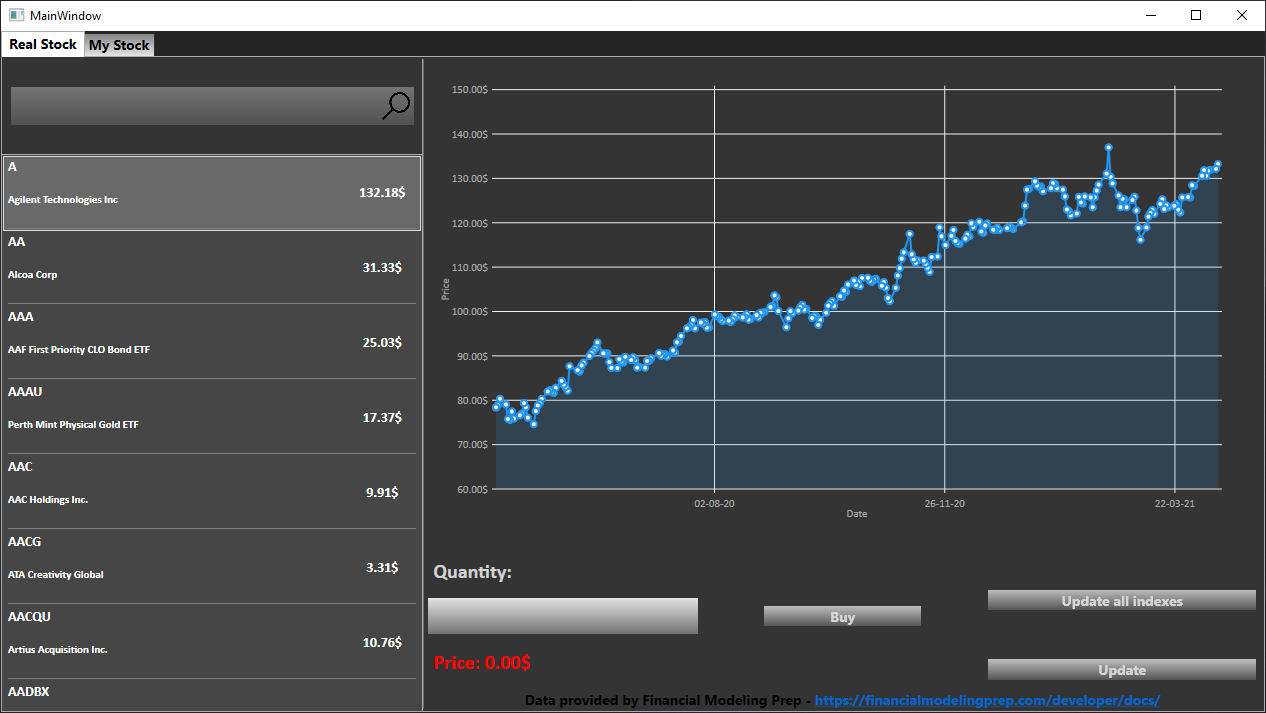 MainWindow
Real Stock
My Stock
A
Agilent Technologies Inc
132.18$
AA
Alcoa Corp
31.33$
AAA
AAF First Priority CLO Bond ETF
25.03$
AAAU
Perth Mint Physical Gold ETF
17.37$
AAC
AAC Holdings Inc.
9.91$
AACG
ATA Creativity Global
3.31$
AACQU
Artius Acquisition Inc.
10.76$
AADBX
150.00$
140.00$
130.00$
120.00$
110.00$
100.00$
90.00$
80.00$
70.00$
60.00$
Price
02-08-20
26-11-20
22-03-21
Date
Quantity:
Buy
Update all indexes
Price: 0.00$
Update
Data provided by Financial Modeling Prep - https://financialmodelingprep.com/developer/docs/